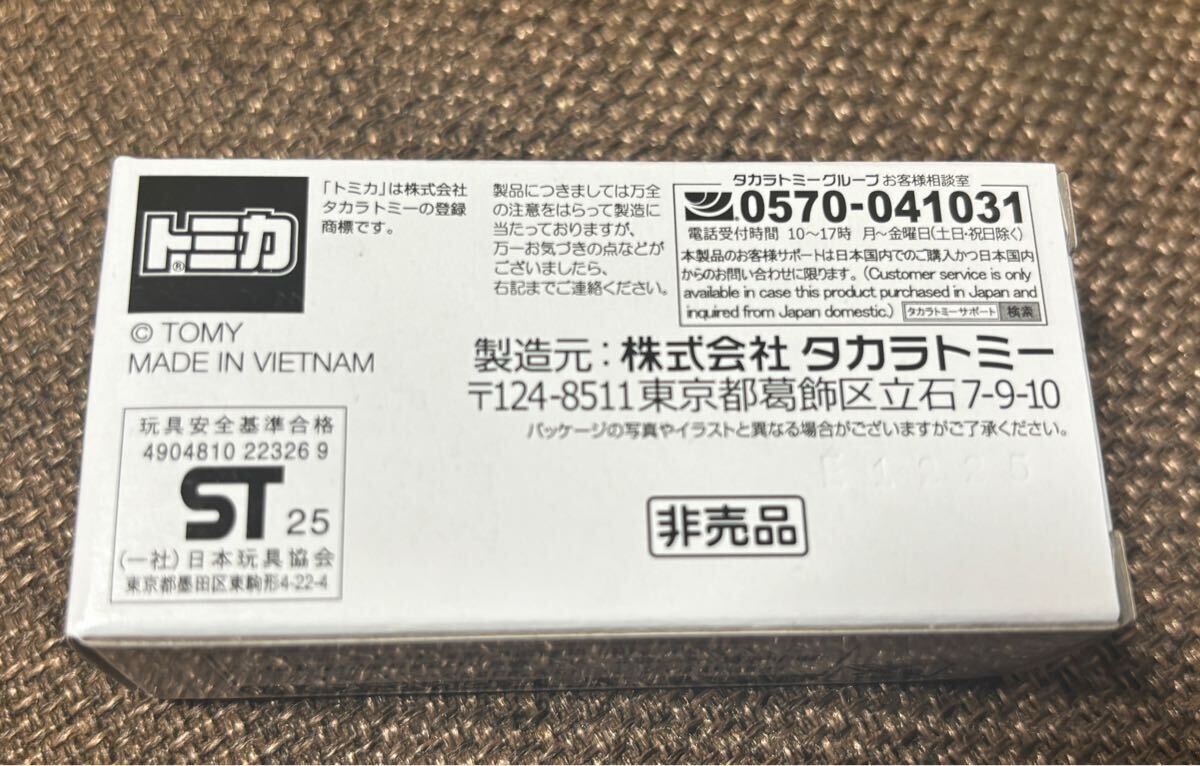 トミカ®
© TOMY
MADE IN VIETNAM
「トミカ」は株式会社
タカラトミーの登録
商標です。
製品につきましては万全
の注意をはらって製造に
当たっておりますが、
万一お気づきの点などが
ございましたら、
右記までご連絡ください。
タカラトミーグループ お客様相談室
0570-041031
電話受付時間 10〜17時 月〜金曜日(土日・祝日除く)
本製品のお客様サポートは日本国内でのご購入かつ日本国内
からのお問い合わせに限ります。(Customer service is only
available in case this product purchased in Japan and
inquired from Japan domestic.) タカラトミーサポート 検索
製造元：株式会社 タカラトミー
〒124-8511 東京都葛飾区立石7-9-10
パッケージの写真やイラストと異なる場合がございますがご了承ください。
玩具安全基準合格
4904810 22326 9
ST 25
(一社)日本玩具協会
東京都墨田区東駒形4-22-4
非売品